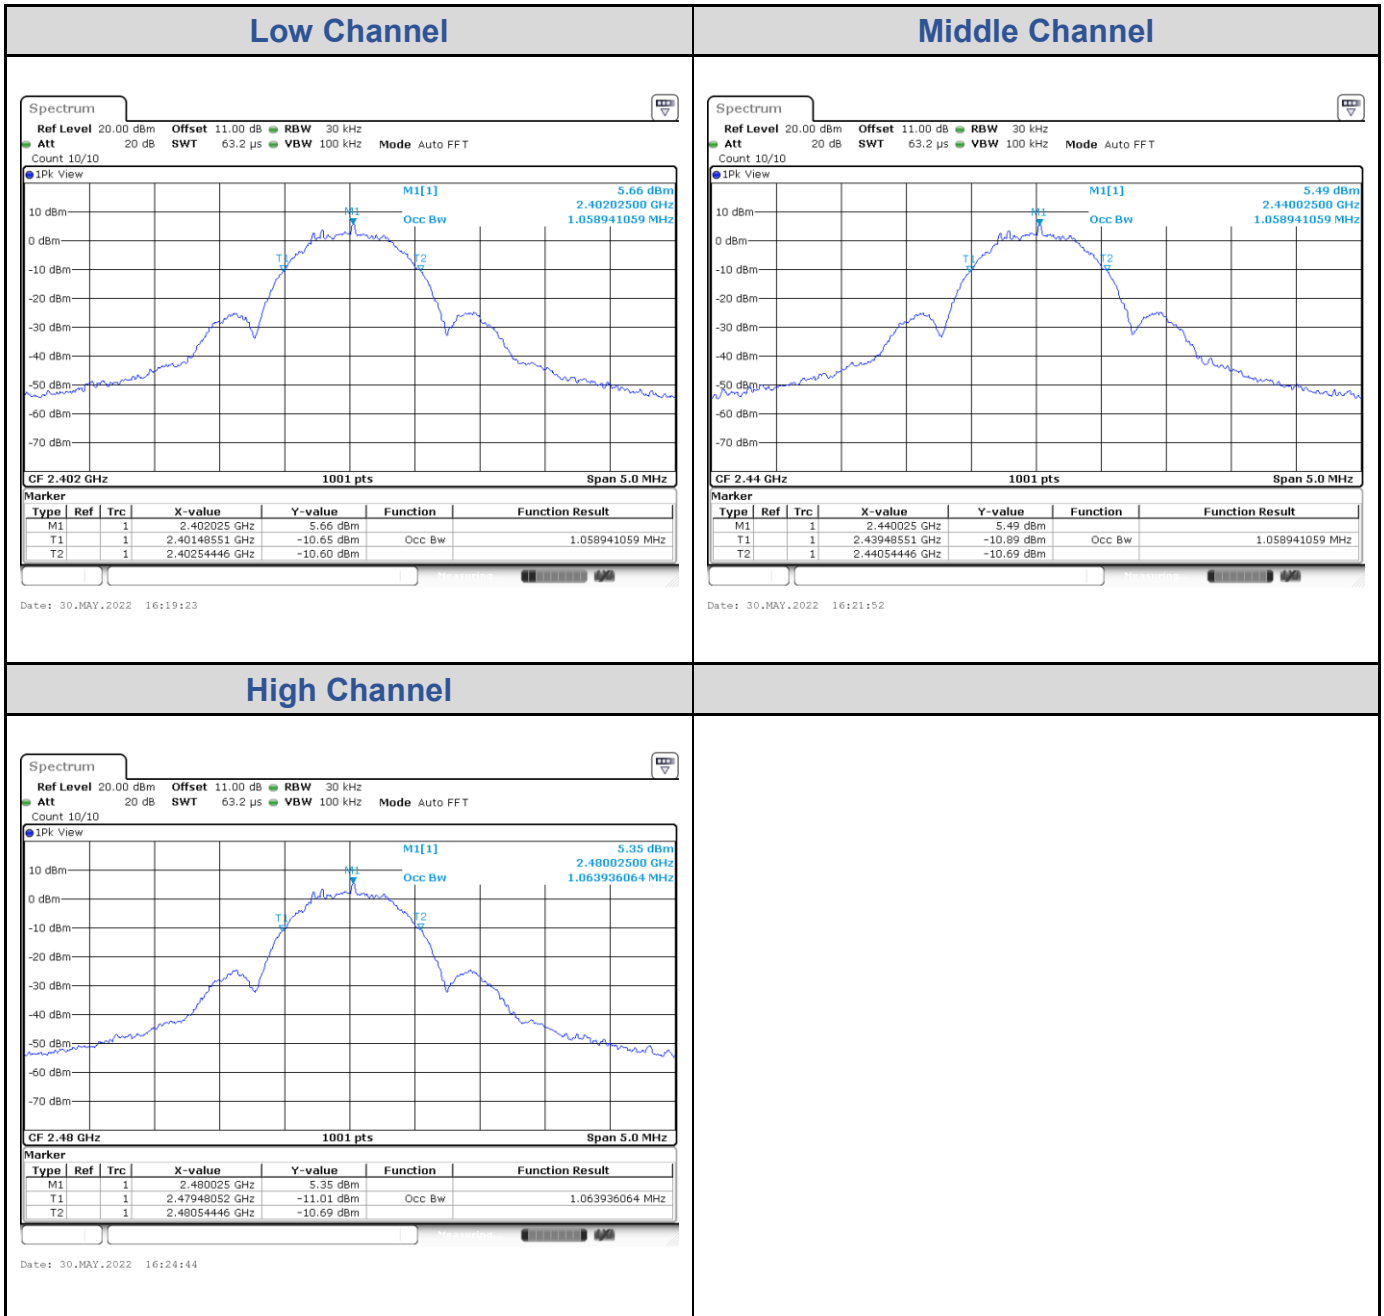 Low Channel
Middle Channel
Spectrum
Ref Level 20.00 dBm Offset 11.00 dB RBW 30 kHz
Att 20 dB SWT 63.2 µs VBW 100 kHz Mode Auto FFT
Count 10/10
1Pk View
M1[1] 5.66 dBm
2.40202500 GHz
Occ Bw 1.058941059 MHz
M1
T1
T2
10 dBm
0 dBm
-10 dBm
-20 dBm
-30 dBm
-40 dBm
-50 dBm
-60 dBm
-70 dBm
CF 2.402 GHz 1001 pts Span 5.0 MHz
Marker
Type Ref Trc X-value Y-value Function Function Result
M1 1 2.402025 GHz 5.66 dBm
T1 1 2.40148551 GHz -10.65 dBm Occ Bw 1.058941059 MHz
T2 1 2.40254446 GHz -10.60 dBm
Measuring
Date: 30.MAY.2022 16:19:23
Spectrum
Ref Level 20.00 dBm Offset 11.00 dB RBW 30 kHz
Att 20 dB SWT 63.2 µs VBW 100 kHz Mode Auto FFT
Count 10/10
1Pk View
M1[1] 5.49 dBm
2.44002500 GHz
Occ Bw 1.058941059 MHz
M1
T1
T2
10 dBm
0 dBm
-10 dBm
-20 dBm
-30 dBm
-40 dBm
-50 dBm
-60 dBm
-70 dBm
CF 2.44 GHz 1001 pts Span 5.0 MHz
Marker
Type Ref Trc X-value Y-value Function Function Result
M1 1 2.440025 GHz 5.49 dBm
T1 1 2.43948551 GHz -10.89 dBm Occ Bw 1.058941059 MHz
T2 1 2.44054446 GHz -10.69 dBm
Measuring
Date: 30.MAY.2022 16:21:52
High Channel
Spectrum
Ref Level 20.00 dBm Offset 11.00 dB RBW 30 kHz
Att 20 dB SWT 63.2 µs VBW 100 kHz Mode Auto FFT
Count 10/10
1Pk View
M1[1] 5.35 dBm
2.48002500 GHz
Occ Bw 1.063936064 MHz
M1
T1
T2
10 dBm
0 dBm
-10 dBm
-20 dBm
-30 dBm
-40 dBm
-50 dBm
-60 dBm
-70 dBm
CF 2.48 GHz 1001 pts Span 5.0 MHz
Marker
Type Ref Trc X-value Y-value Function Function Result
M1 1 2.480025 GHz 5.35 dBm
T1 1 2.47948052 GHz -11.01 dBm Occ Bw 1.063936064 MHz
T2 1 2.48054446 GHz -10.69 dBm
Measuring
Date: 30.MAY.2022 16:24:44